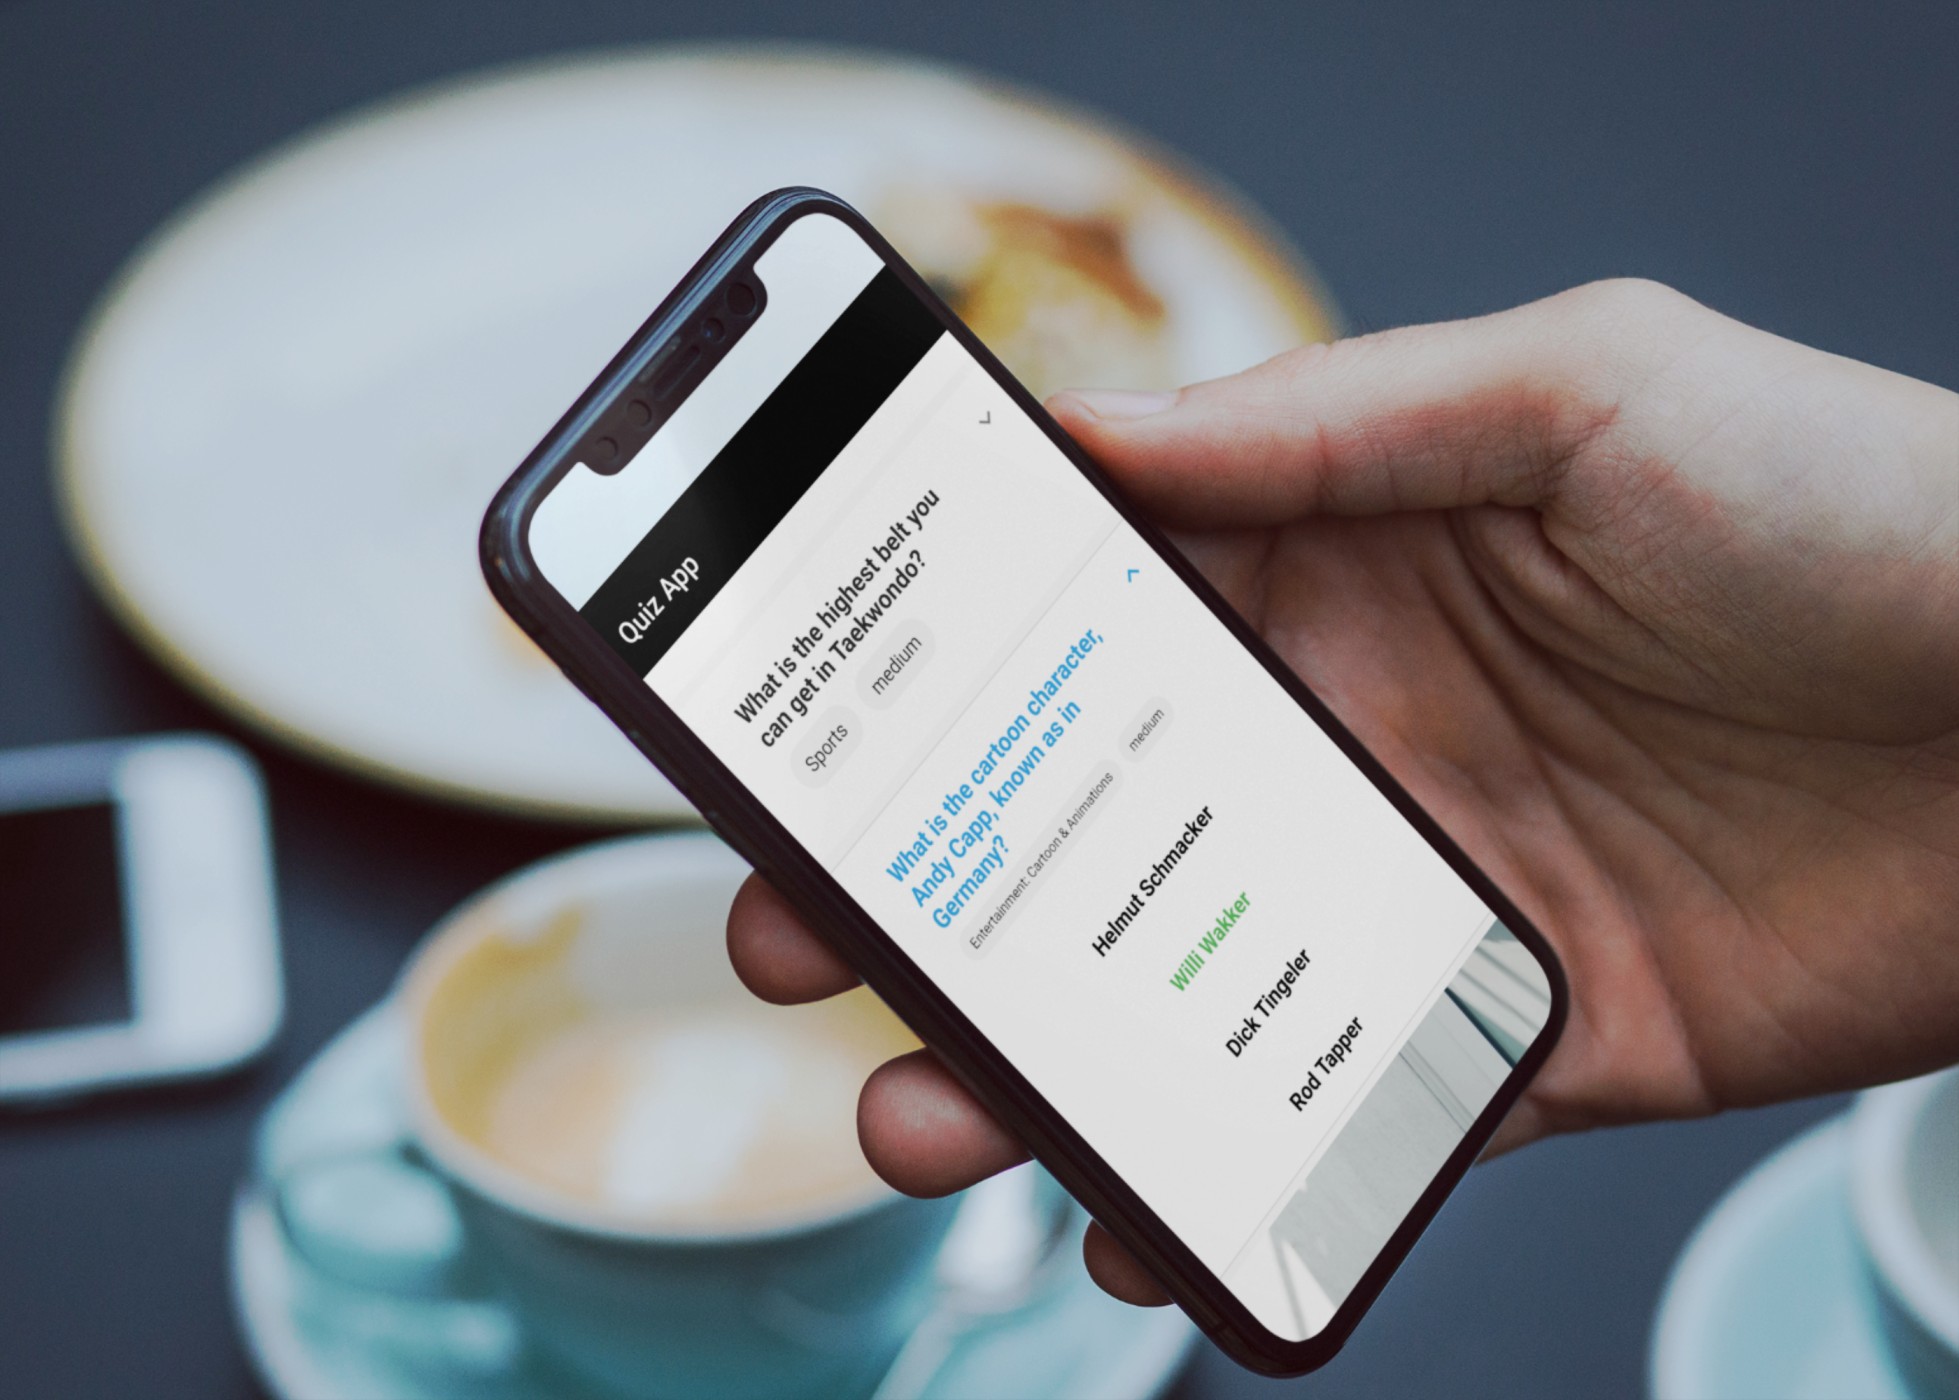 Quiz App
What is the highest belt you
can get in Taekwondo?
Sports
medium
What is the cartoon character,
Andy Capp, known as in
Germany?
Entertainment: Cartoon & Animations
medium
Helmut Schmacker
Willi Wakker
Dick Tingeler
Rod Tapper